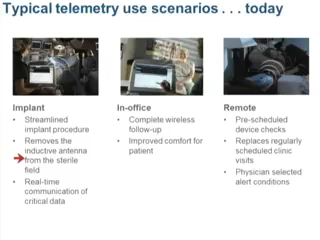 Typical telemetry use scenarios . . . today
Implant
• Streamlined
implant procedure
• Removes the
inductive antenna
from the sterile
field
• Real-time
communication of
critical data
In-office
• Complete wireless
follow-up
• Improved comfort for
patient
Remote
• Pre-scheduled
device checks
• Replaces regularly
scheduled clinic
visits
• Physician selected
alert conditions